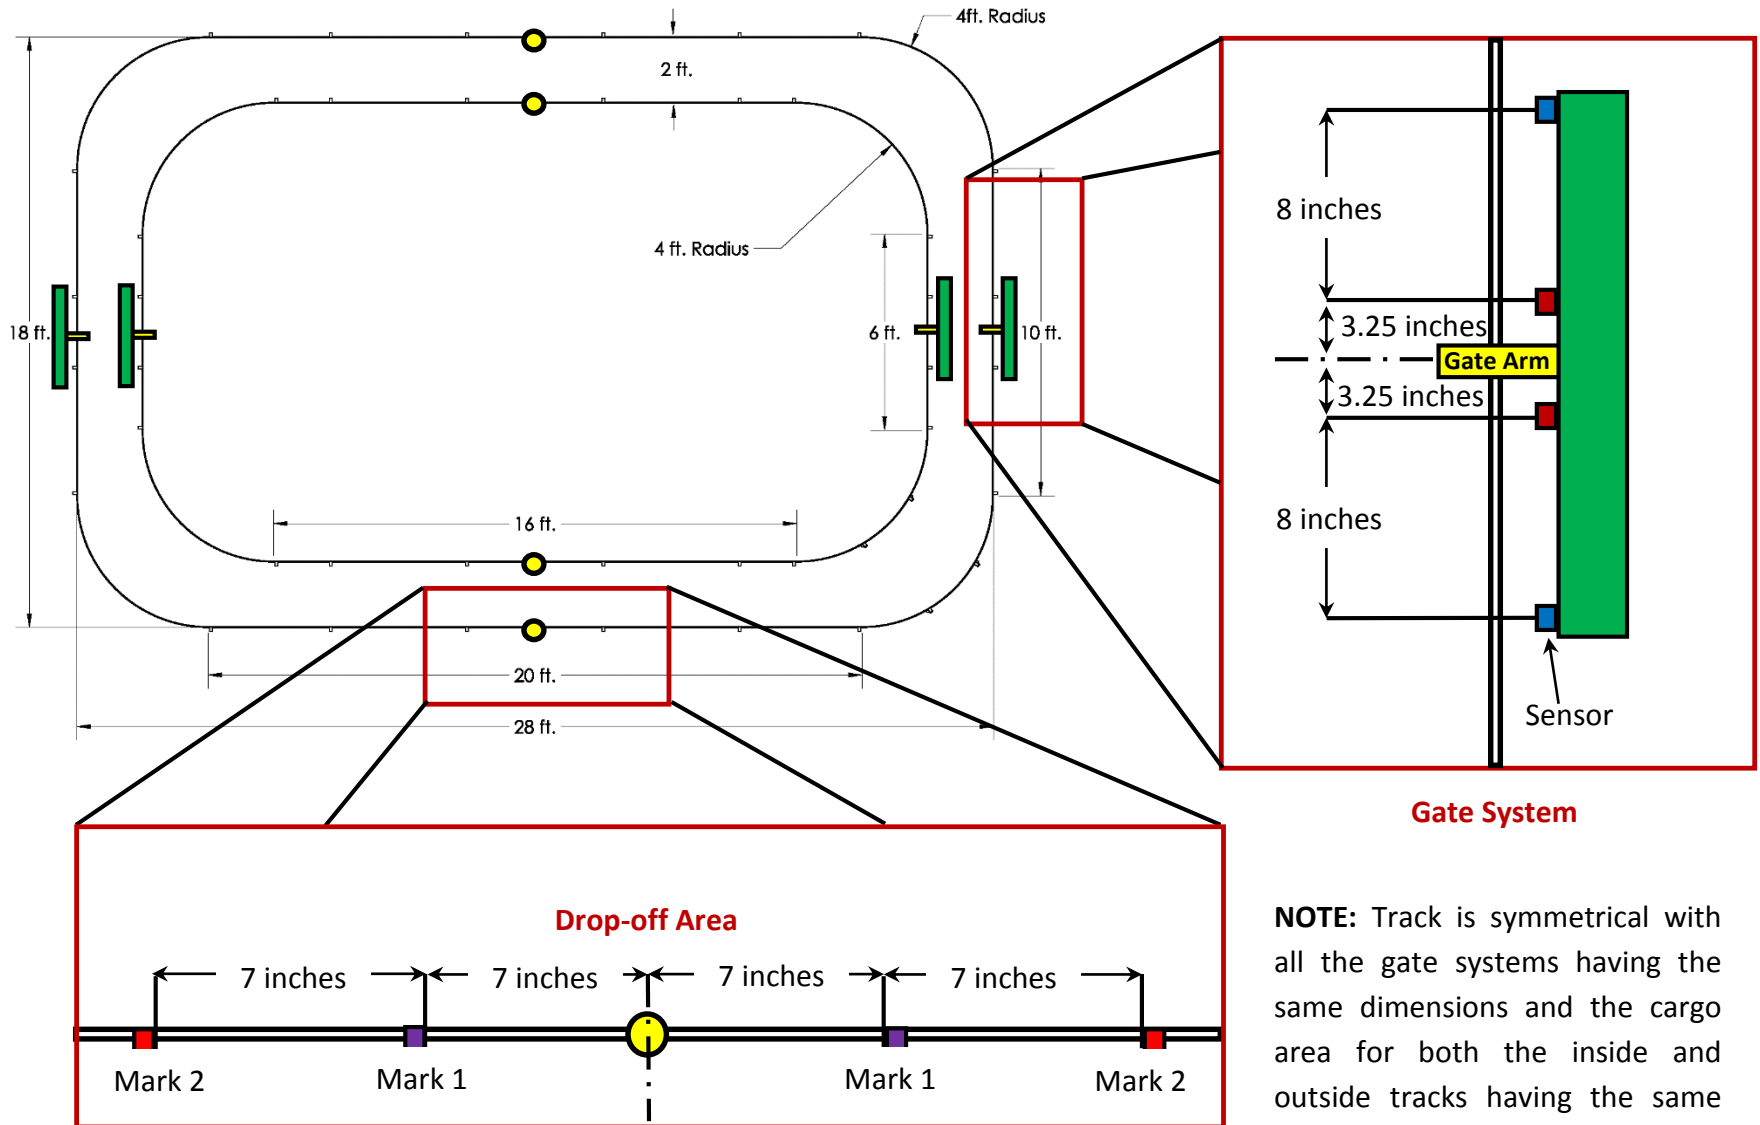 4ft. Radius
2 ft.
4 ft. Radius
18 ft.
6 ft.
10 ft.
16 ft.
20 ft.
28 ft.
8 inches
3.25 inches
Gate Arm
3.25 inches
8 inches
Sensor
Gate System
Drop-off Area
7 inches
7 inches
7 inches
7 inches
Mark 2
Mark 1
Mark 1
Mark 2
NOTE: Track is symmetrical with
all the gate systems having the
same dimensions and the cargo
area for both the inside and
outside tracks having the same